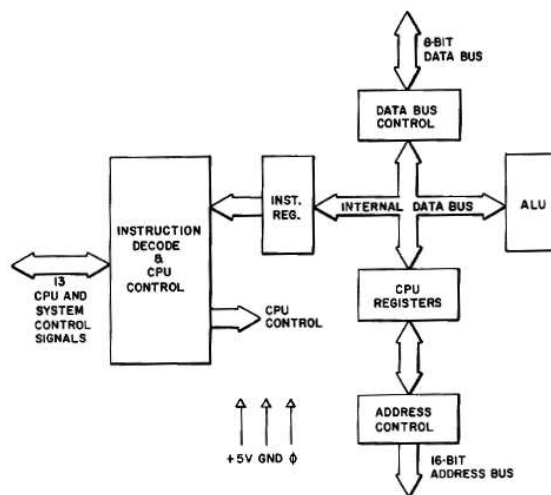 8-BIT
DATA BUS
DATA BUS
CONTROL
INST.
REG.
INTERNAL DATA BUS
ALU
INSTRUCTION
DECODE
&
CPU
CONTROL
13
CPU AND
SYSTEM
CONTROL
SIGNALS
CPU
REGISTERS
CPU
CONTROL
ADDRESS
CONTROL
+5V GND ϕ
16-BIT
ADDRESS BUS